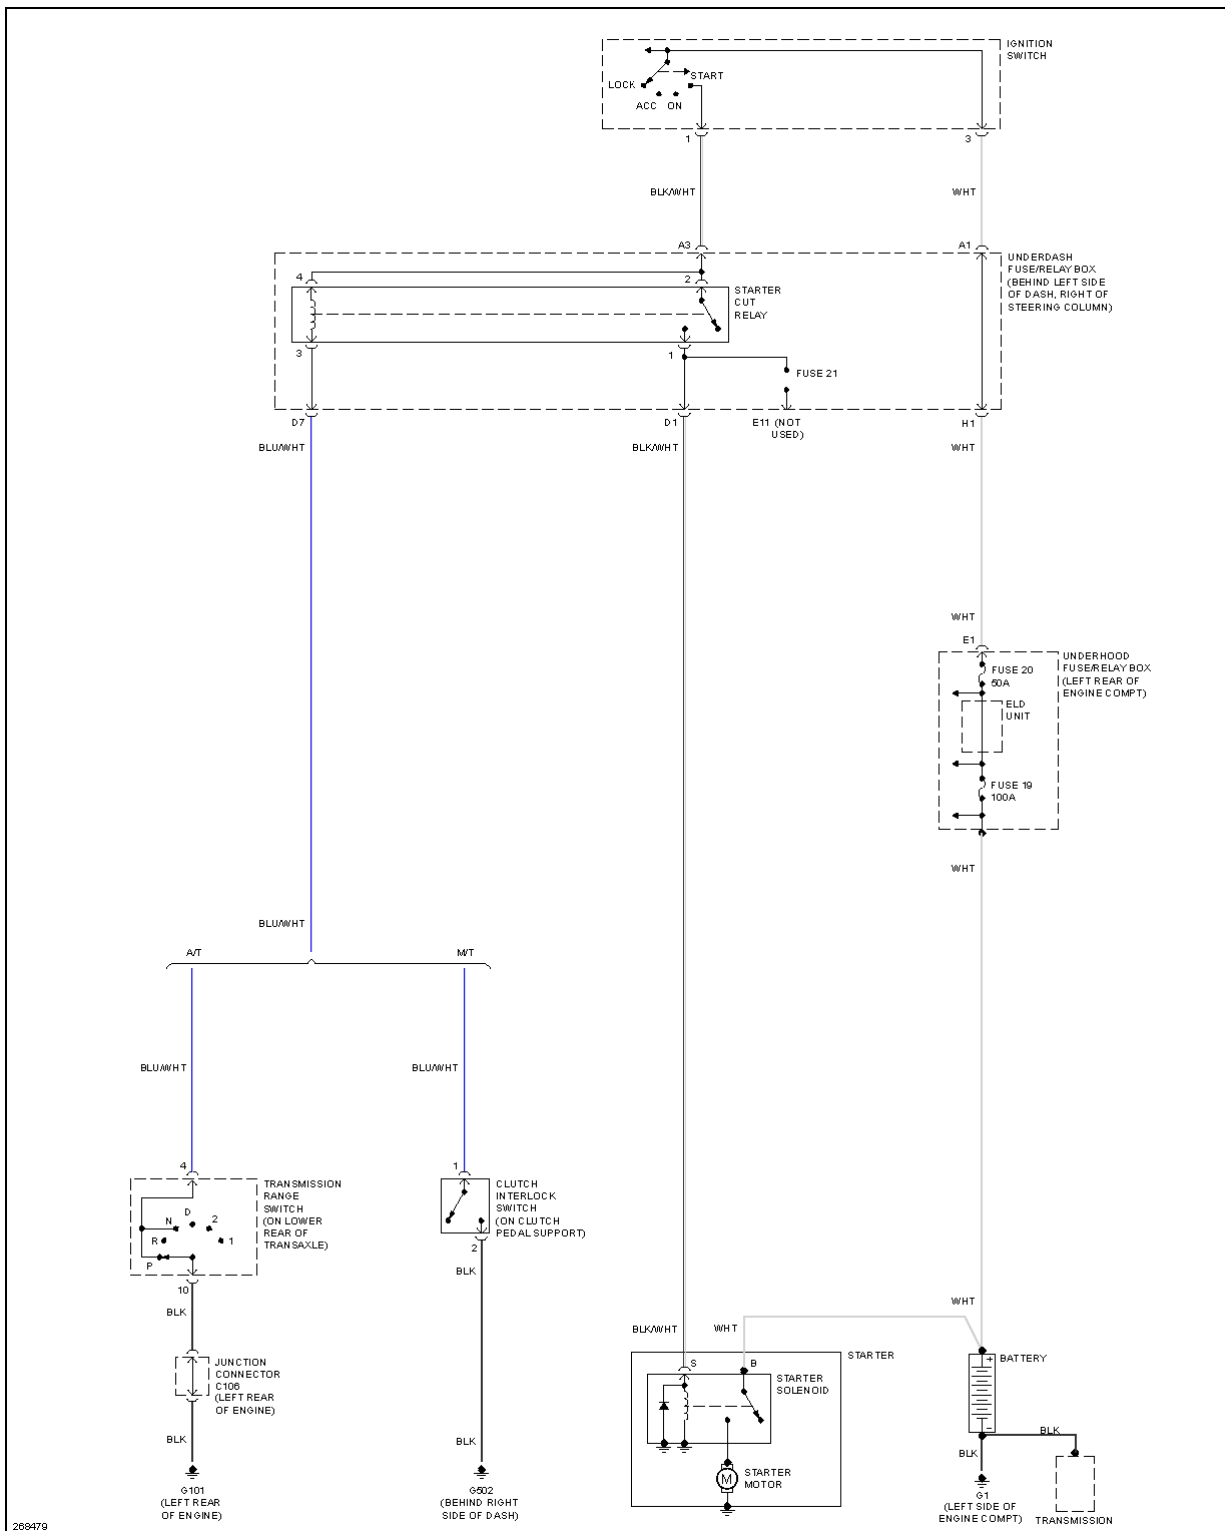 IGNITION
SWITCH
START
LOCK
ACC ON
1
3
BLK/WHT
WHT
A3
A1
UNDERDASH
FUSE/RELAY BOX
(BEHIND LEFT SIDE
OF DASH, RIGHT OF
STEERING COLUMN)
4
2
STARTER
CUT
RELAY
3
1
FUSE 21
D7
D1
E11 (NOT
USED)
H1
BLU/WHT
BLK/WHT
WHT
WHT
E1
UNDERHOOD
FUSE/RELAY BOX
(LEFT REAR OF
ENGINE COMPT)
FUSE 20
50A
ELD
UNIT
FUSE 19
100A
WHT
BLU/WHT
A/T
M/T
BLU/WHT
BLU/WHT
4
1
TRANSMISSION
RANGE
SWITCH
(ON LOWER
REAR OF
TRANSAXLE)
D
N
2
R
1
P
CLUTCH
INTERLOCK
SWITCH
(ON CLUTCH
PEDAL SUPPORT)
2
10
BLK
BLK
WHT
BLK/WHT
WHT
JUNCTION
CONNECTOR
C106
(LEFT REAR
OF ENGINE)
S
B
STARTER
+
BATTERY
STARTER
SOLENOID
-
BLK
BLK
BLK
BLK
M
STARTER
MOTOR
G101
(LEFT REAR
OF ENGINE)
G502
(BEHIND RIGHT
SIDE OF DASH)
G1
(LEFT SIDE OF
ENGINE COMPT)
TRANSMISSION
268479